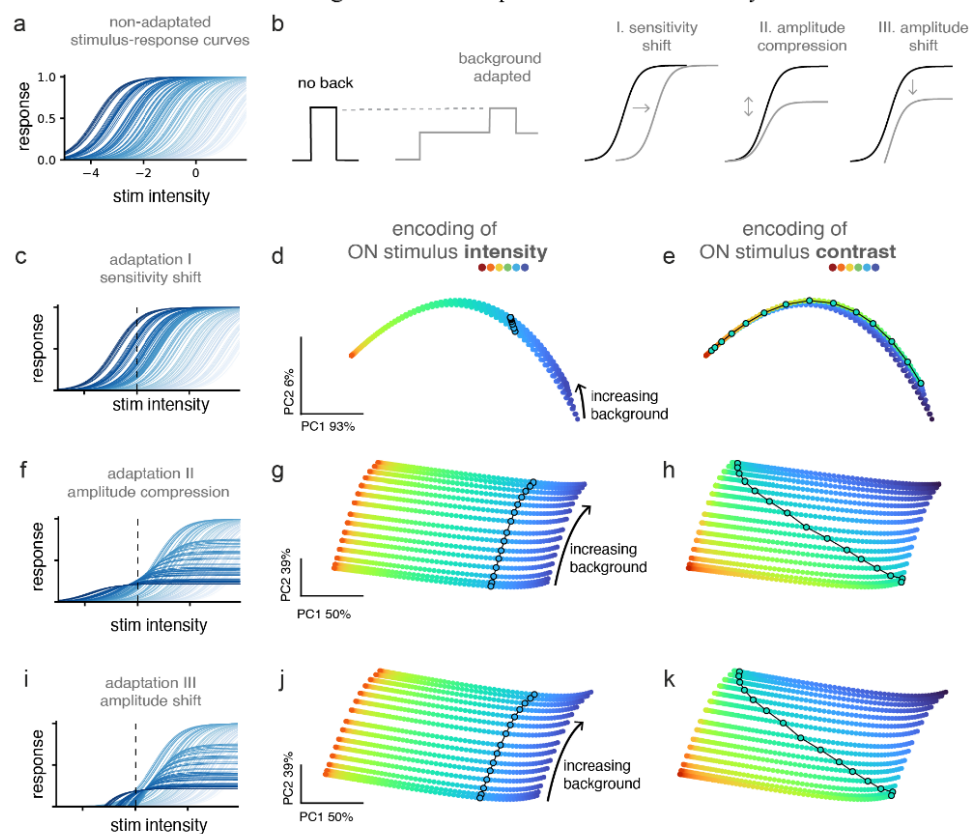 a
non-adaptated
stimulus-response curves
response
1.0
0.5
0.0
−4
−2
0
stim intensity
b
no back
background
adapted
I. sensitivity
shift
II. amplitude
compression
III. amplitude
shift
c
adaptation I
sensitivity shift
response
stim intensity
d
encoding of
ON stimulus intensity
PC2 6%
PC1 93%
increasing
background
e
encoding of
ON stimulus contrast
f
adaptation II
amplitude compression
response
stim intensity
g
PC2 39%
PC1 50%
increasing
background
h
i
adaptation III
amplitude shift
response
stim intensity
j
PC2 39%
PC1 50%
increasing
background
k